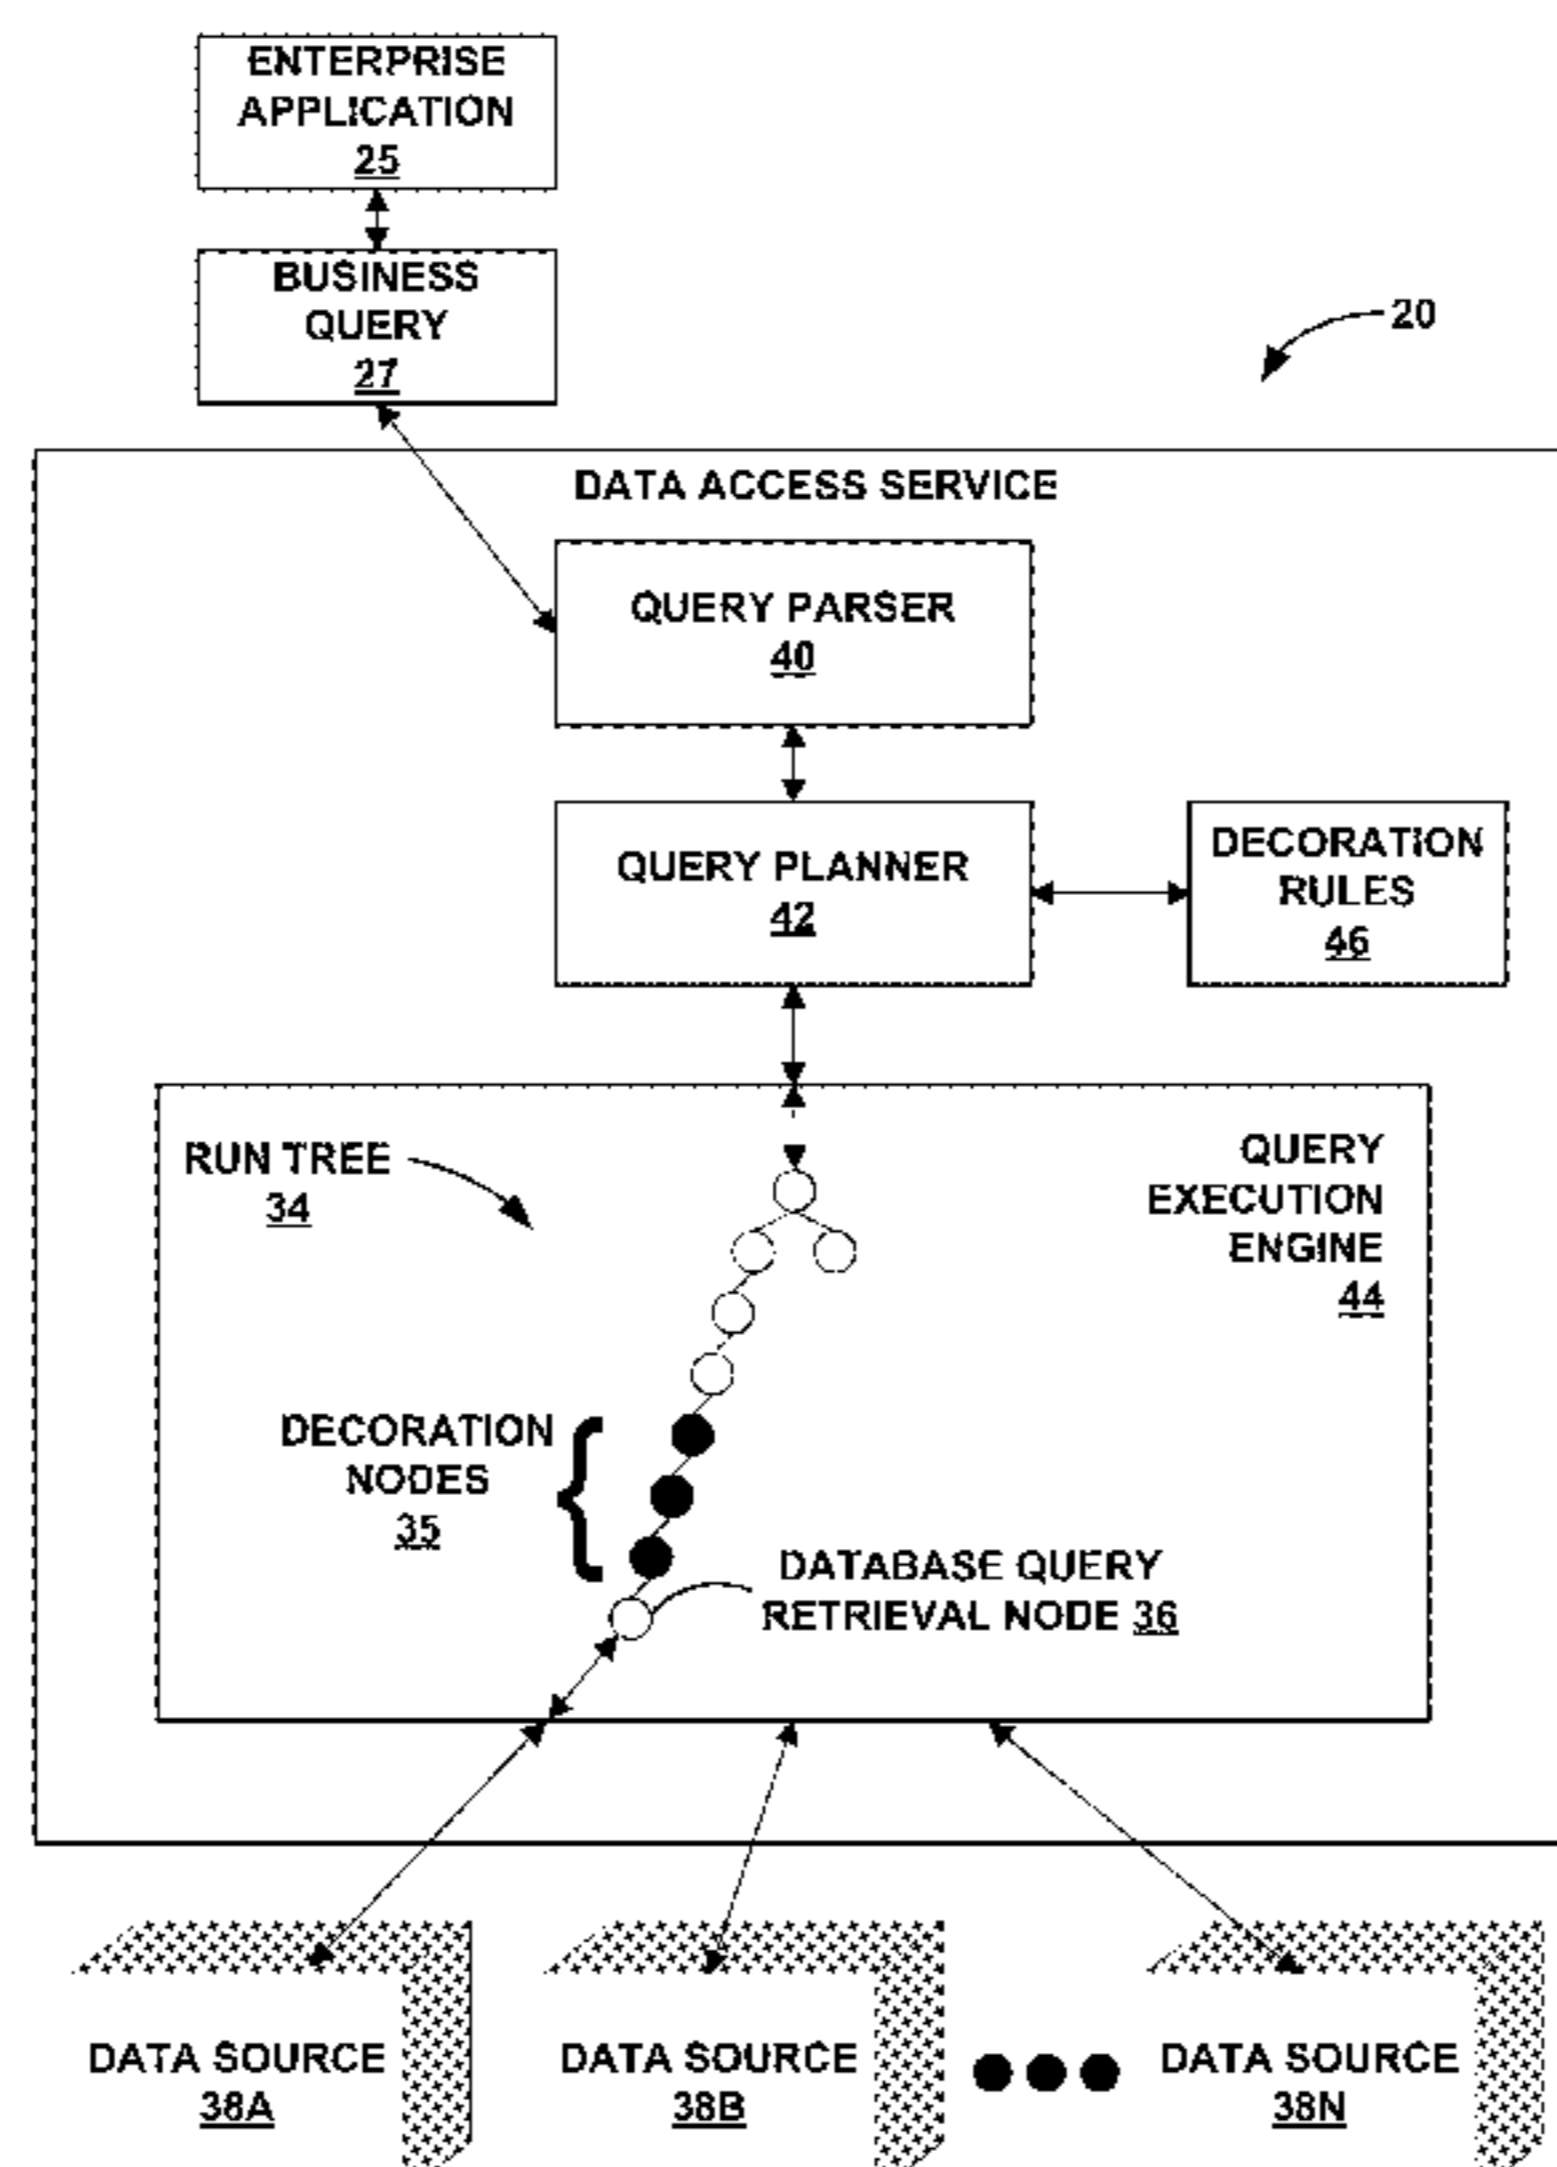 ENTERPRISE
APPLICATION
25
BUSINESS
QUERY
27
20
DATA ACCESS SERVICE
QUERY PARSER
40
QUERY PLANNER
42
DECORATION
RULES
46
RUN TREE
34
QUERY
EXECUTION
ENGINE
44
DECORATION
NODES
35
DATABASE QUERY
RETRIEVAL NODE 36
DATA SOURCE
38A
DATA SOURCE
38B
DATA SOURCE
38N